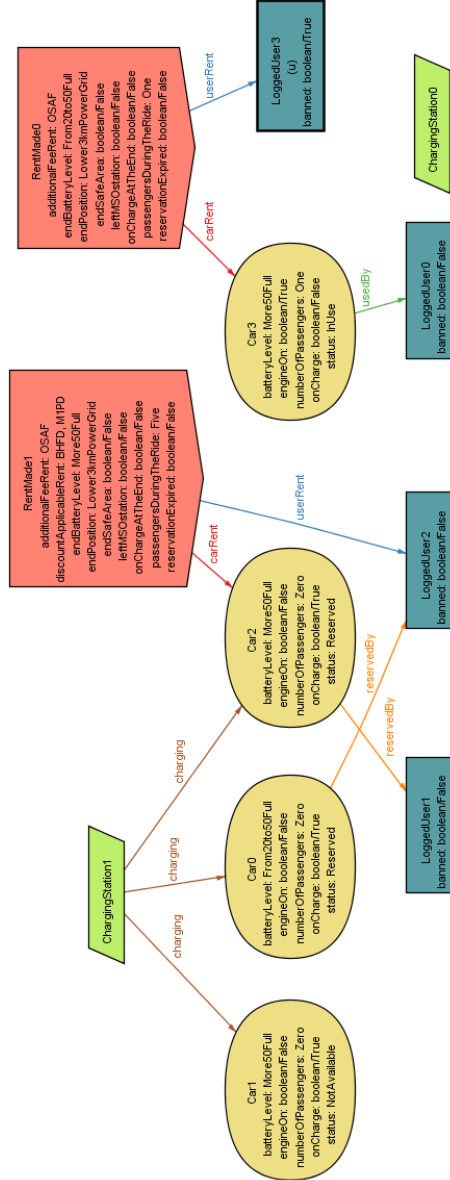 RentMade0
additionalFeeRent: OSAF
endBatteryLevel: From20to50Full
endPosition: Lower3kmPowerGrid
endSafeArea: boolean/False
leftMSOstation: boolean/False
onChargeAtTheEnd: boolean/False
passengersDuringTheRide: One
reservationExpired: boolean/False
RentMade1
additionalFeeRent: OSAF
discountApplicableRent: BHFD, M1PD
endBatteryLevel: More50Full
endPosition: Lower3kmPowerGrid
endSafeArea: boolean/False
leftMSOstation: boolean/False
onChargeAtTheEnd: boolean/False
passengersDuringTheRide: Five
reservationExpired: boolean/False
ChargingStation1
charging
charging
charging
carRent
userRent
carRent
userRent
Car1
batteryLevel: More50Full
engineOn: boolean/False
numberOfPassengers: Zero
onCharge: boolean/True
status: NotAvailable
Car0
batteryLevel: From20to50Full
engineOn: boolean/False
numberOfPassengers: Zero
onCharge: boolean/True
status: Reserved
Car2
batteryLevel: More50Full
engineOn: boolean/False
numberOfPassengers: Zero
onCharge: boolean/True
status: Reserved
Car3
batteryLevel: More50Full
engineOn: boolean/True
numberOfPassengers: One
onCharge: boolean/False
status: InUse
LoggedUser3
(u)
banned: boolean/True
reservedBy
reservedBy
usedBy
LoggedUser1
banned: boolean/False
LoggedUser2
banned: boolean/False
LoggedUser0
banned: boolean/False
ChargingStation0